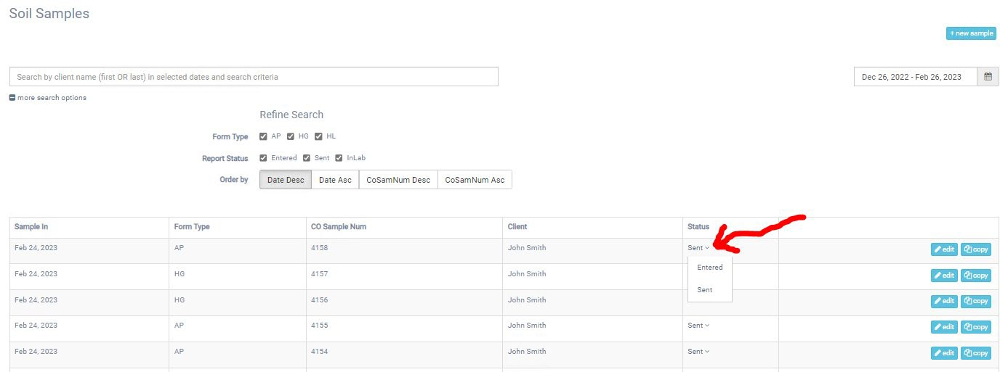 Soil Samples
+ new sample
Search by client name (first OR last) in selected dates and search criteria
Dec 26, 2022 - Feb 26, 2023
more search options
Refine Search
Form Type AP HG HL
Report Status Entered Sent InLab
Order by Date Desc Date Asc CoSamNum Desc CoSamNum Asc
Sample In Form Type CO Sample Num Client Status
Feb 24, 2023 AP 4158 John Smith Sent edit copy
Entered
Feb 24, 2023 HG 4157 John Smith edit copy
Sent
Feb 24, 2023 HG 4156 John Smith edit copy
Feb 24, 2023 AP 4155 John Smith Sent edit copy
Feb 24, 2023 AP 4154 John Smith Sent edit copy